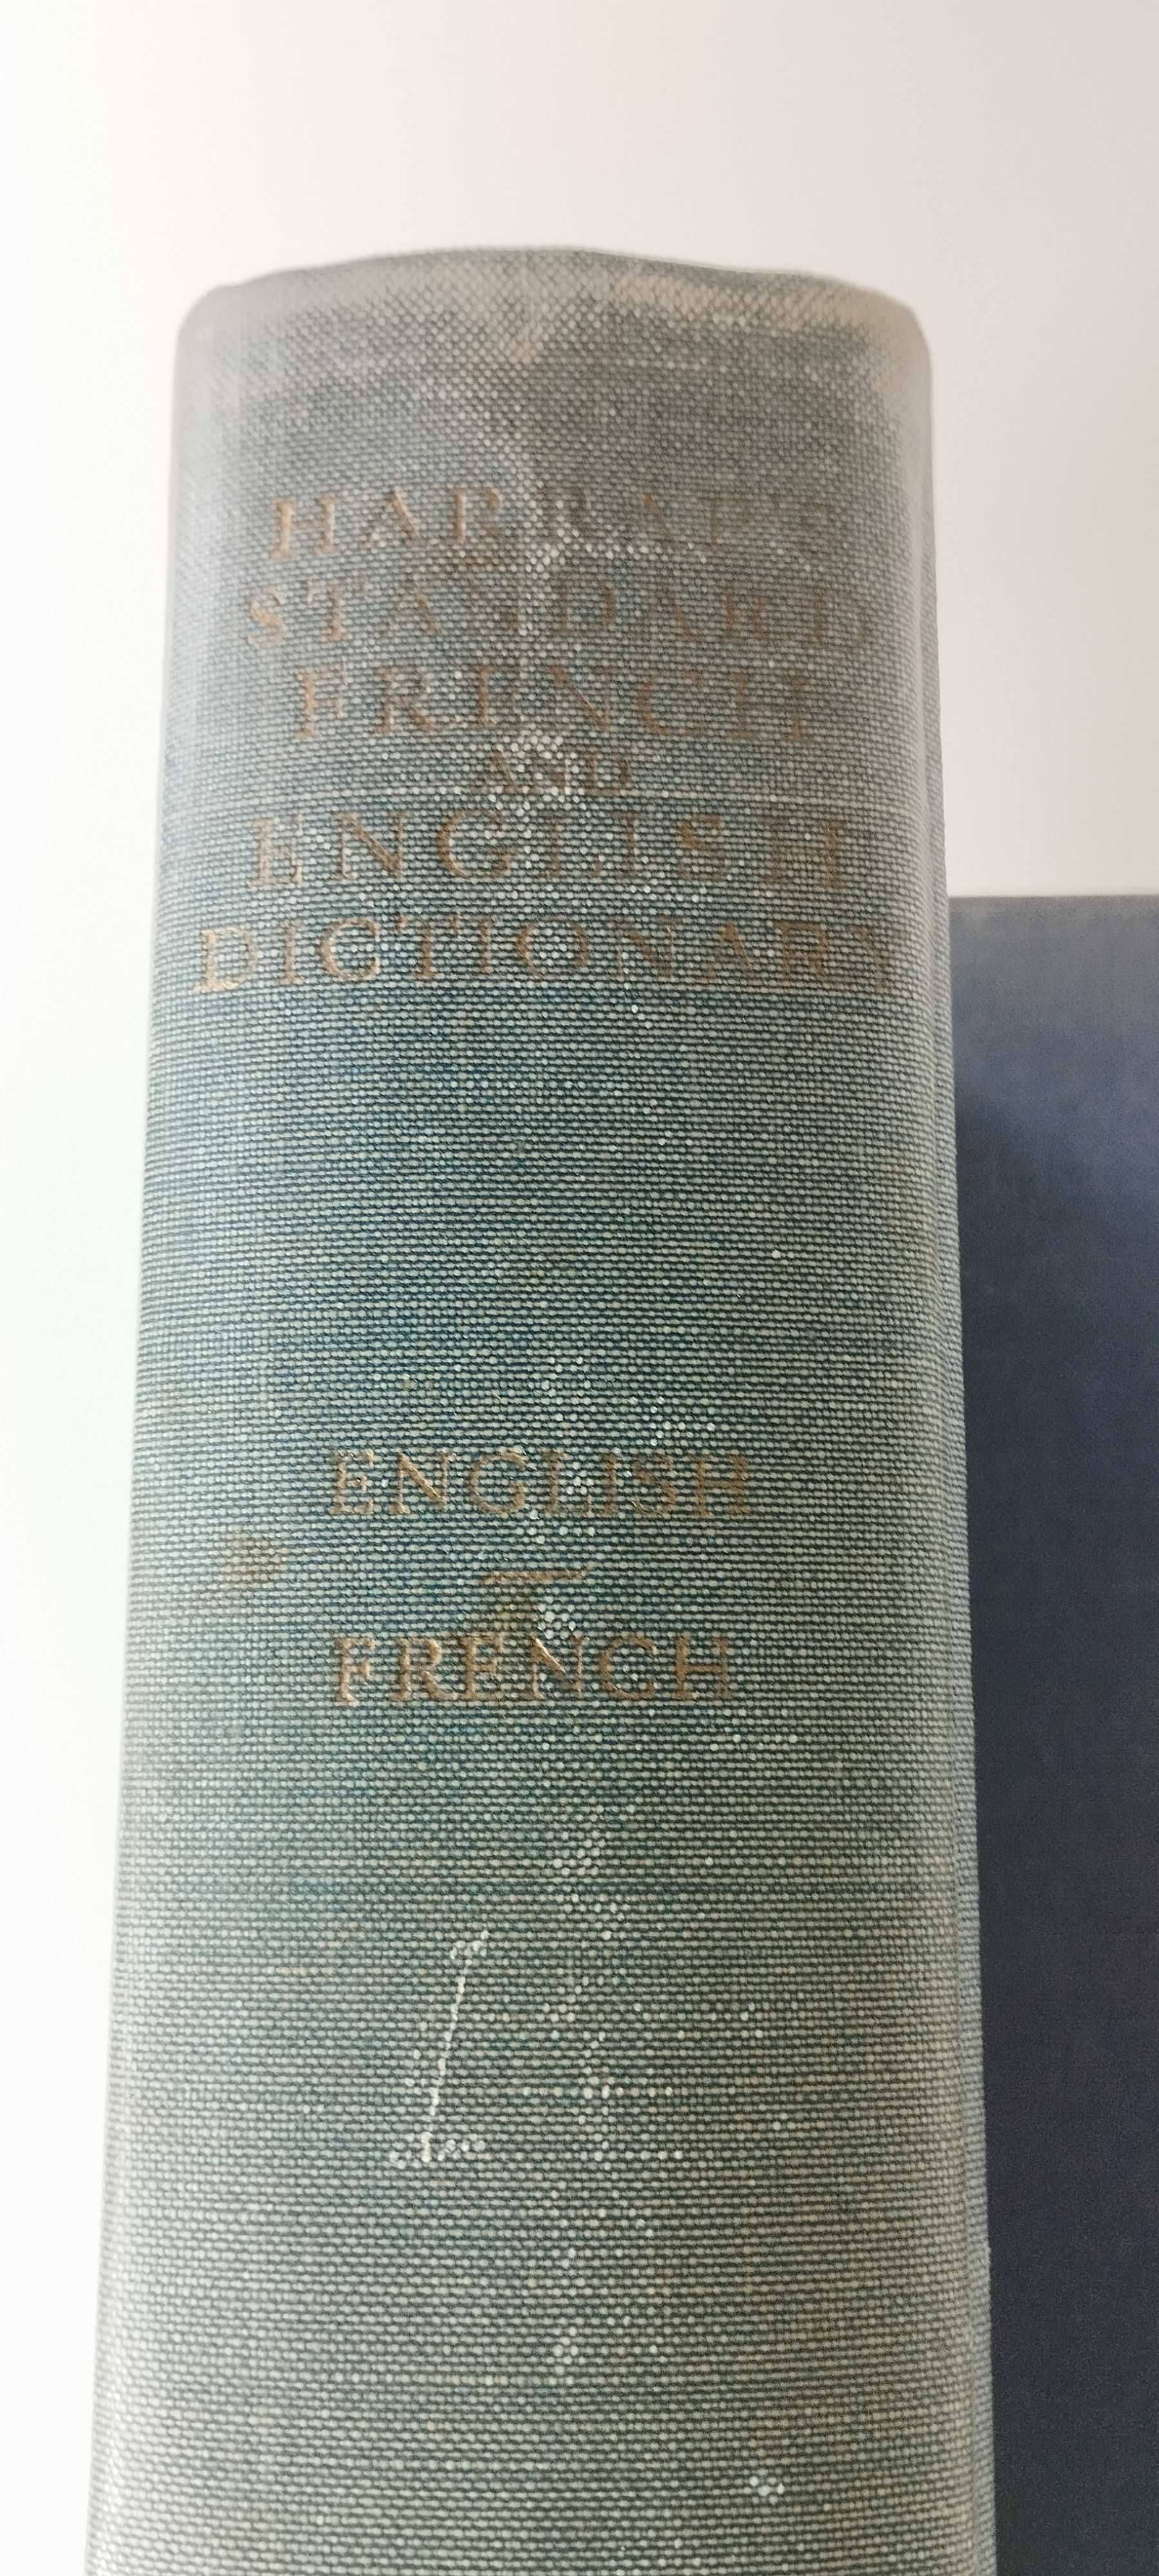 HARRAP'S
STANDARD
FRENCH
AND
ENGLISH
DICTIONARY
ENGLISH
—
FRENCH